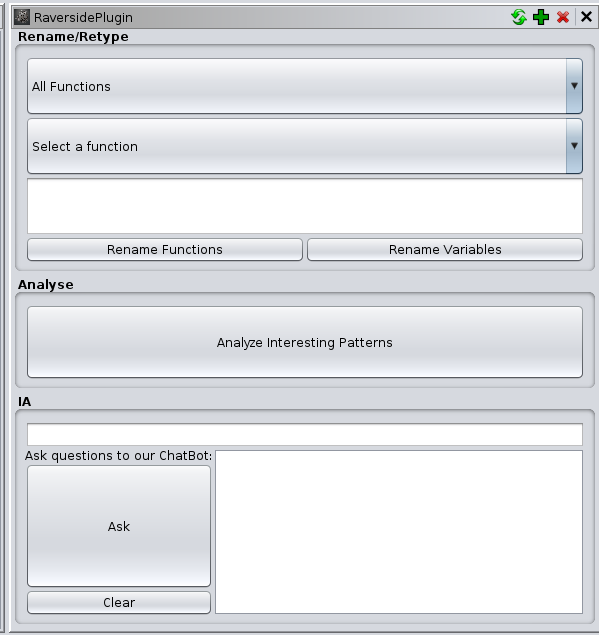 RaversidePlugin
Rename/Retype
All Functions
Select a function
Rename Functions Rename Variables
Analyse
Analyze Interesting Patterns
IA
Ask questions to our ChatBot:
Ask
Clear